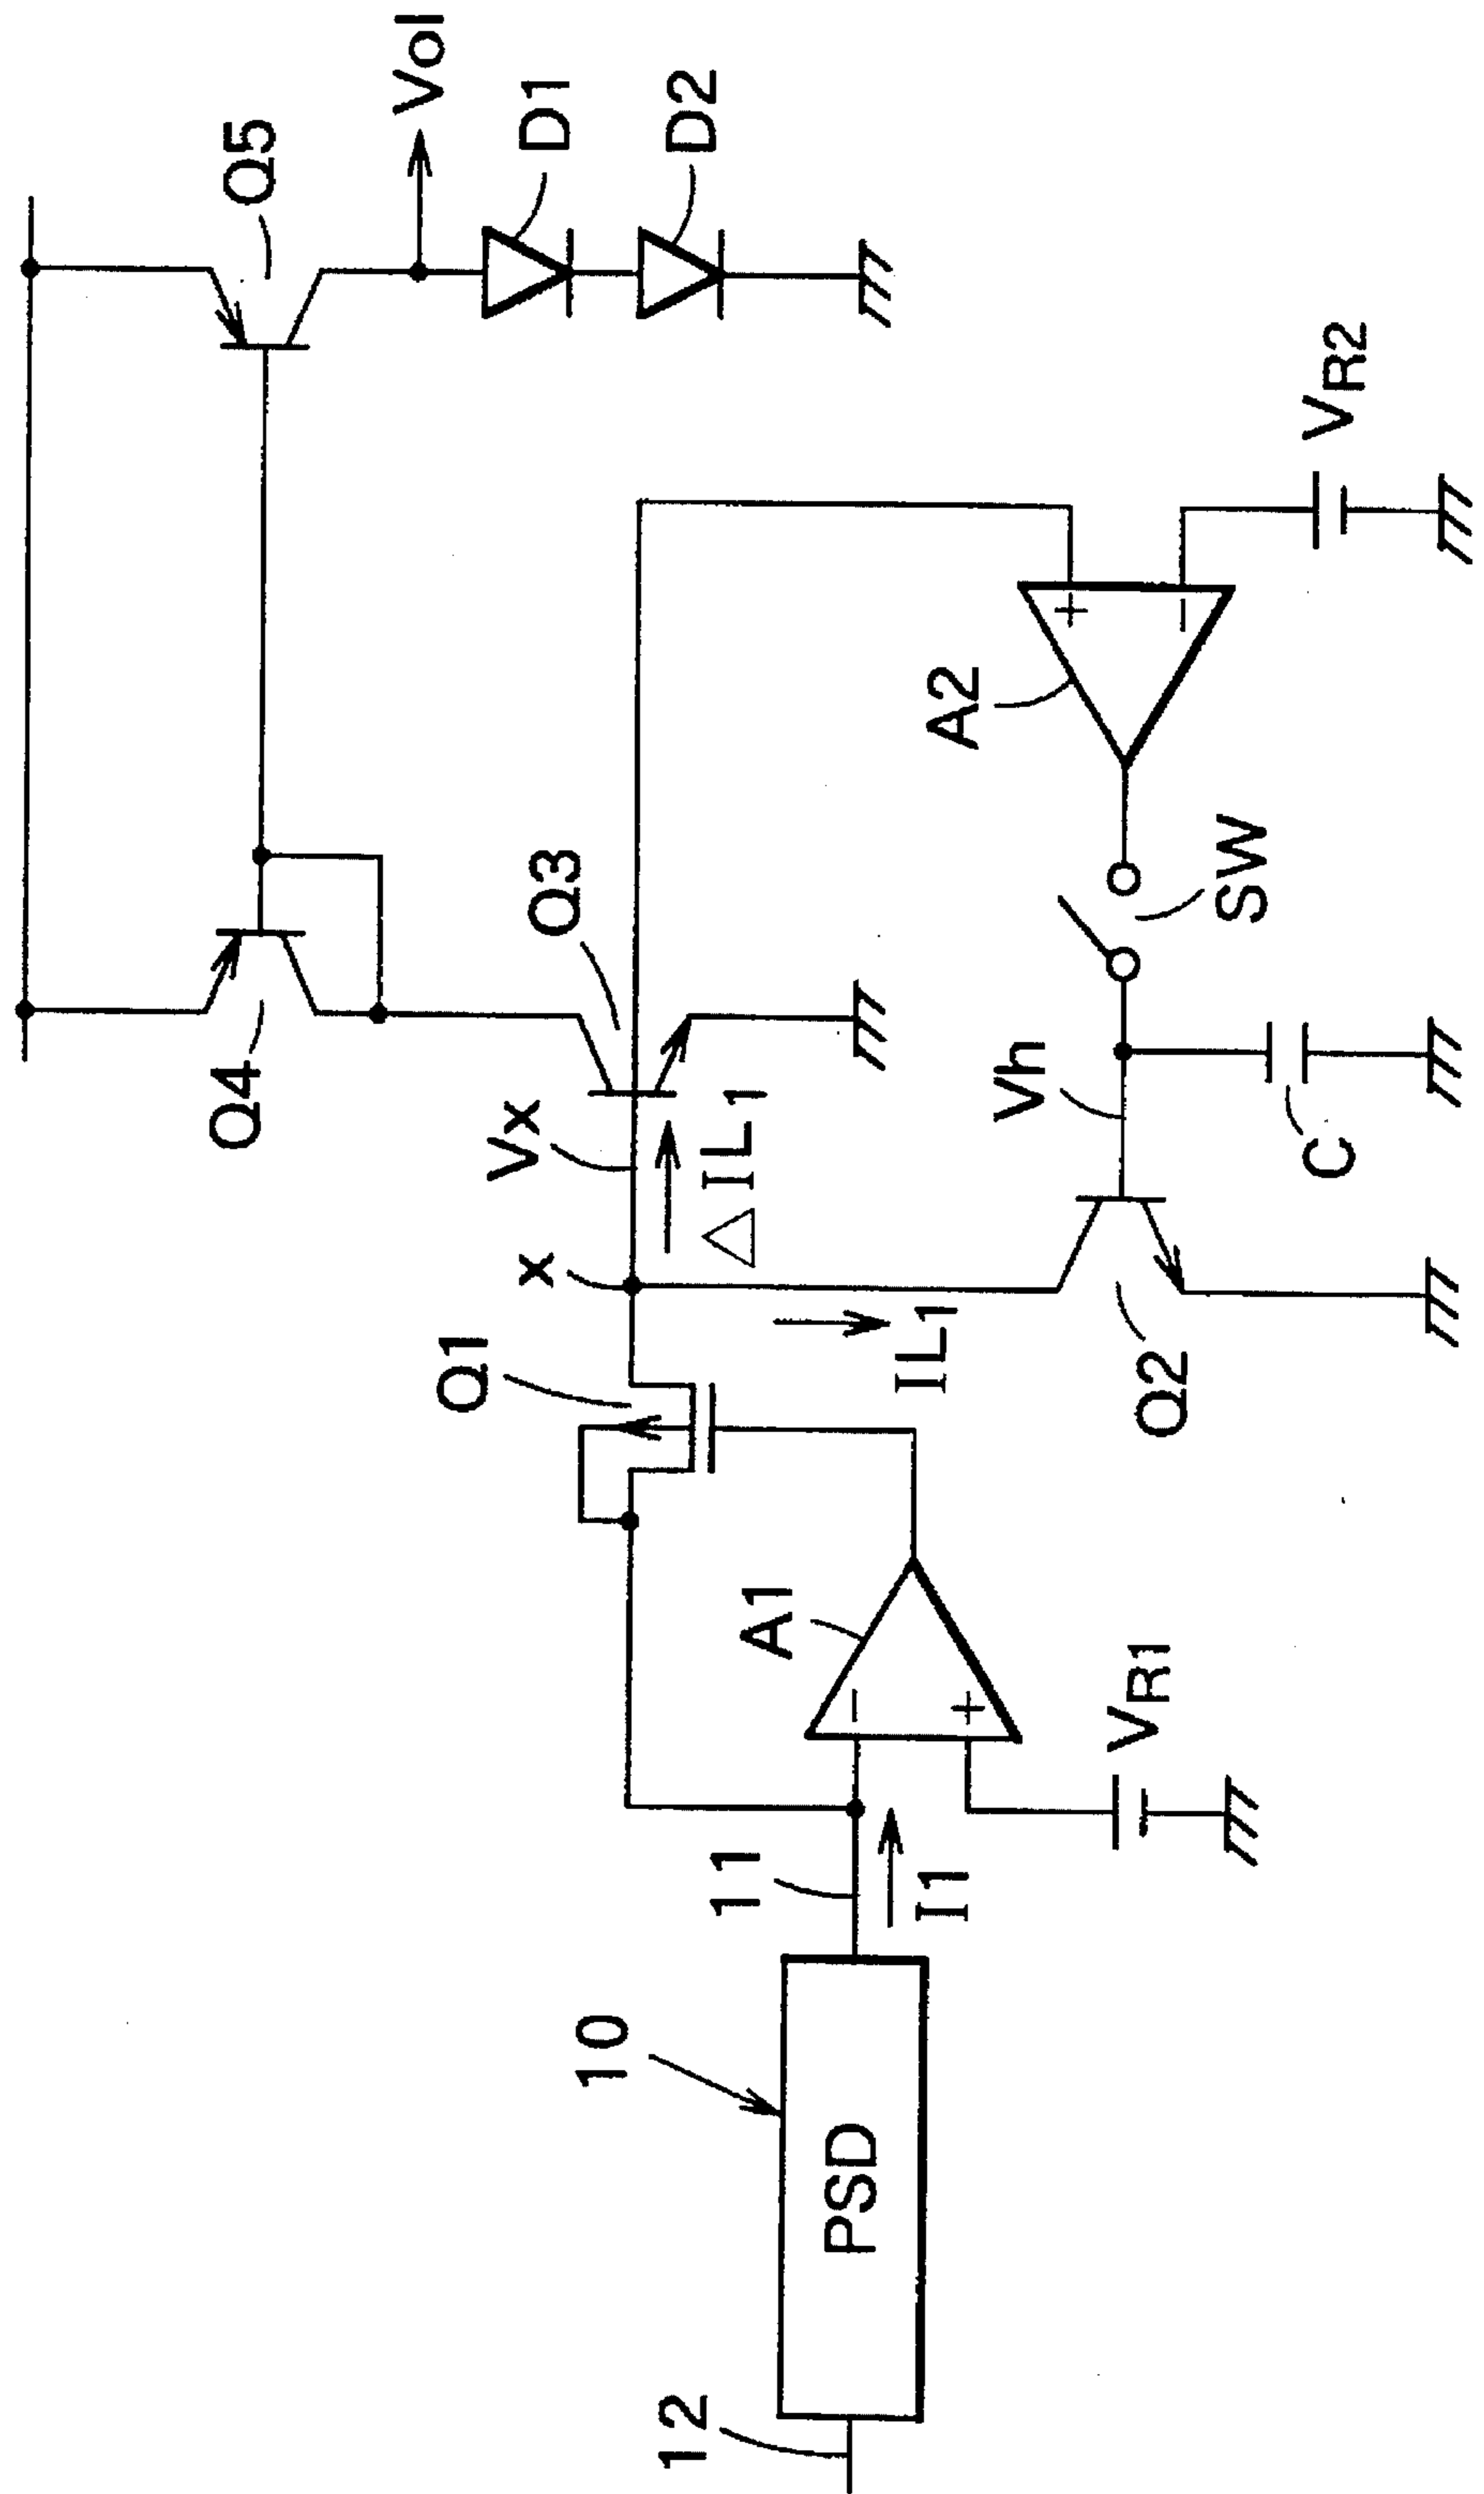 Q5
Vol
Q4
D1
Q3
D2
Vx
x
△IL1
Q1
IL1
A2
11
A1
Vh
SW
10
I1
Q2
C
VR2
12
PSD
VR1